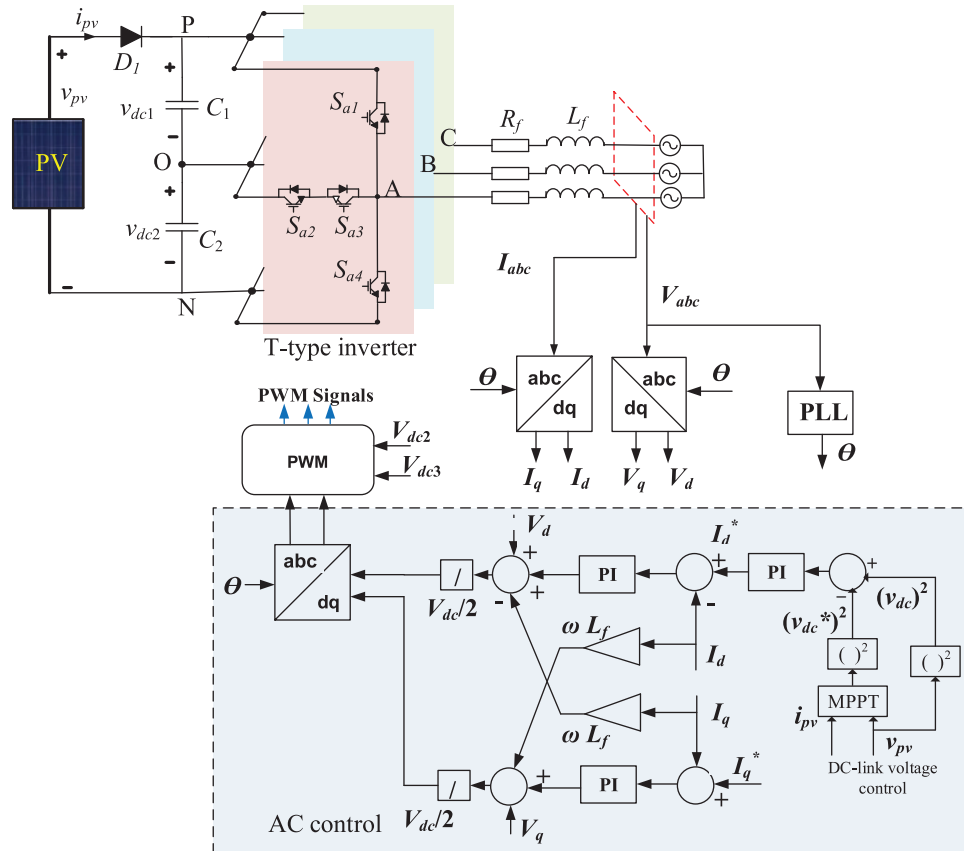 i_pv
P
+
D_1
+
v_pv
v_dc1
C_1
S_a1
-
PV
O
+
A
B
C
R_f
L_f
S_a2
S_a3
v_dc2
C_2
S_a4
-
-
N
T-type inverter
I_abc
V_abc
θ
abc
dq
abc
dq
θ
PLL
I_q
I_d
V_q
V_d
θ
PWM Signals
PWM
V_dc2
V_dc3
V_d
I_d*
θ
abc
dq
/
V_dc/2
+
+
-
PI
+
-
PI
+
-
(v_dc)²
(v_dc*)²
ω L_f
I_d
( )²
( )²
MPPT
ω L_f
I_q
i_pv
v_pv
DC-link voltage
control
/
V_dc/2
+
PI
+
I_q*
V_q
AC control